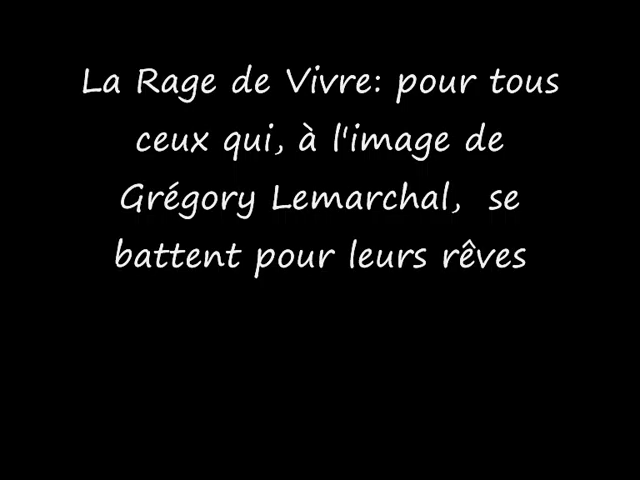 La Rage de Vivre: pour tous
ceux qui, à l'image de
Grégory Lemarchal,  se
battent pour leurs rêves